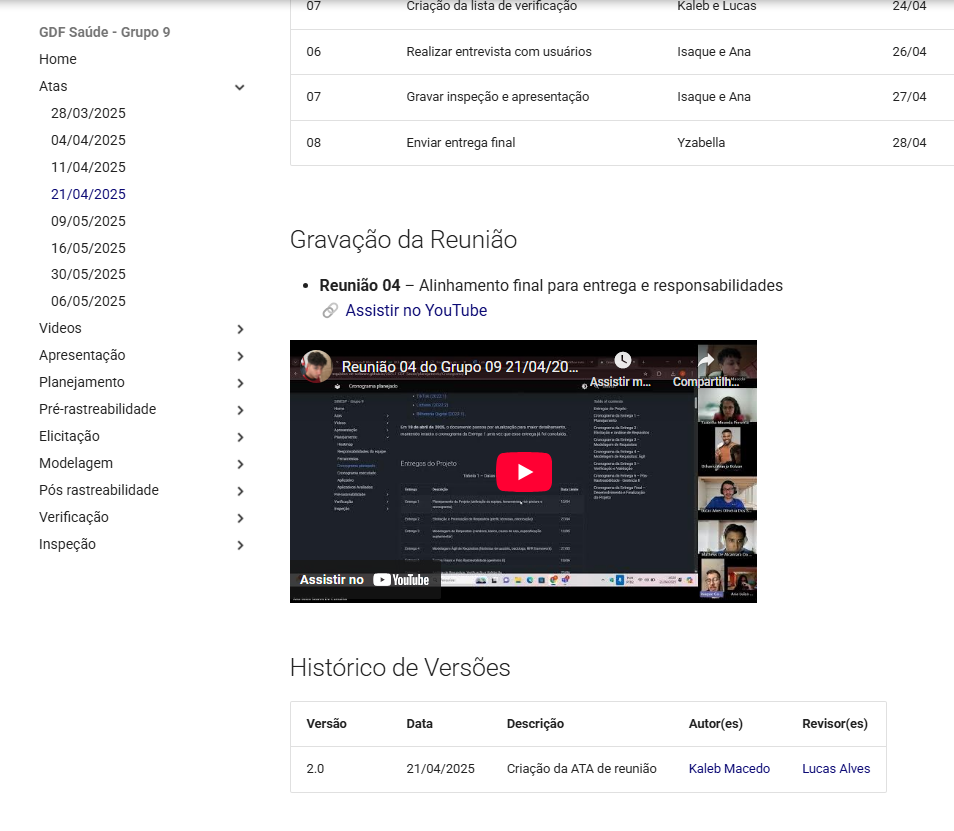 GDF Saúde - Grupo 9
Home
Atas
28/03/2025
04/04/2025
11/04/2025
21/04/2025
09/05/2025
16/05/2025
30/05/2025
06/05/2025
Videos
Apresentação
Planejamento
Pré-rastreabilidade
Elicitação
Modelagem
Pós rastreabilidade
Verificação
Inspeção
07 Criação da lista de verificação Kaleb e Lucas 24/04
06 Realizar entrevista com usuários Isaque e Ana 26/04
07 Gravar inspeção e apresentação Isaque e Ana 27/04
08 Enviar entrega final Yzabella 28/04
Gravação da Reunião
Reunião 04 – Alinhamento final para entrega e responsabilidades
Assistir no YouTube
Reunião 04 do Grupo 09 21/04/20...
Assistir m...
Compartilh...
Cronograma planejado
Entregas do Projeto
Assistir no YouTube
Histórico de Versões
Versão Data Descrição Autor(es) Revisor(es)
2.0 21/04/2025 Criação da ATA de reunião Kaleb Macedo Lucas Alves